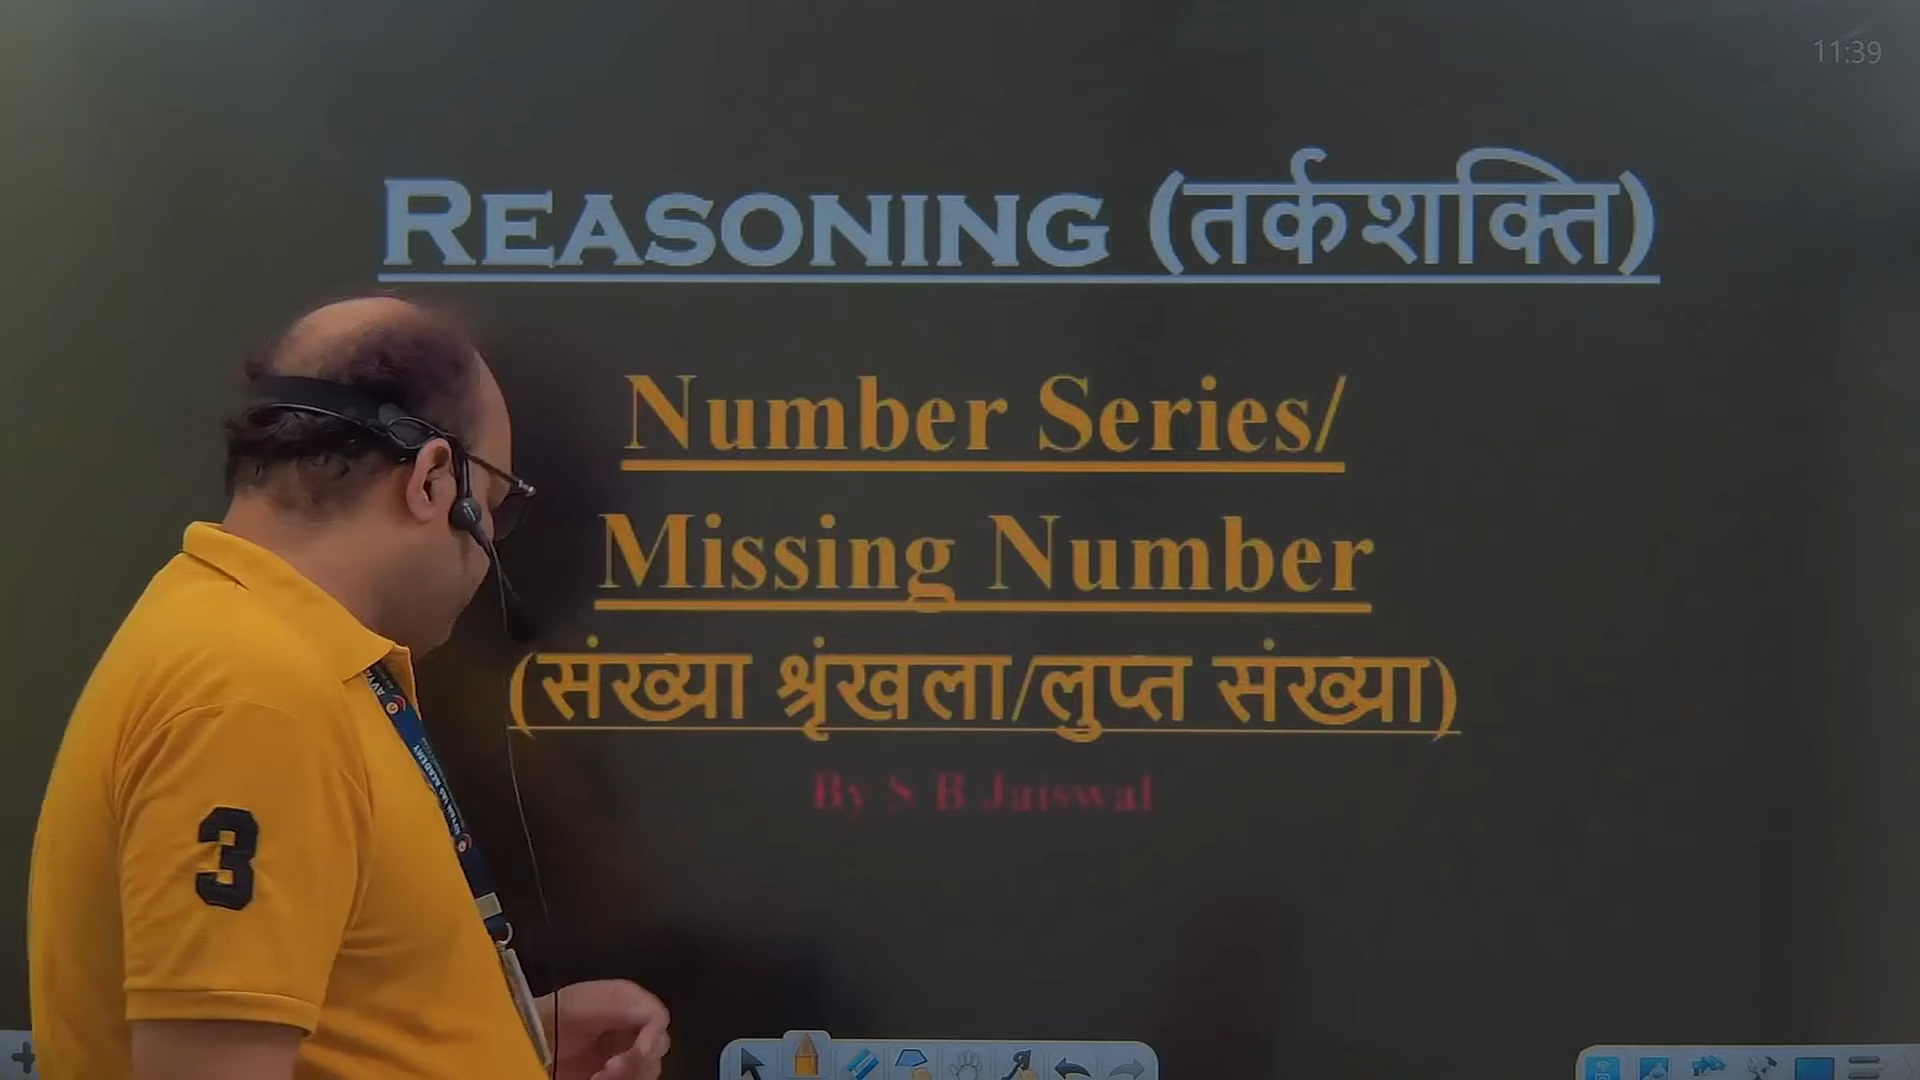 11:39
REASONING (तर्कशक्ति)
Number Series/
Missing Number
(संख्या श्रृंखला/लुप्त संख्या)
By S B Jaiswal
3